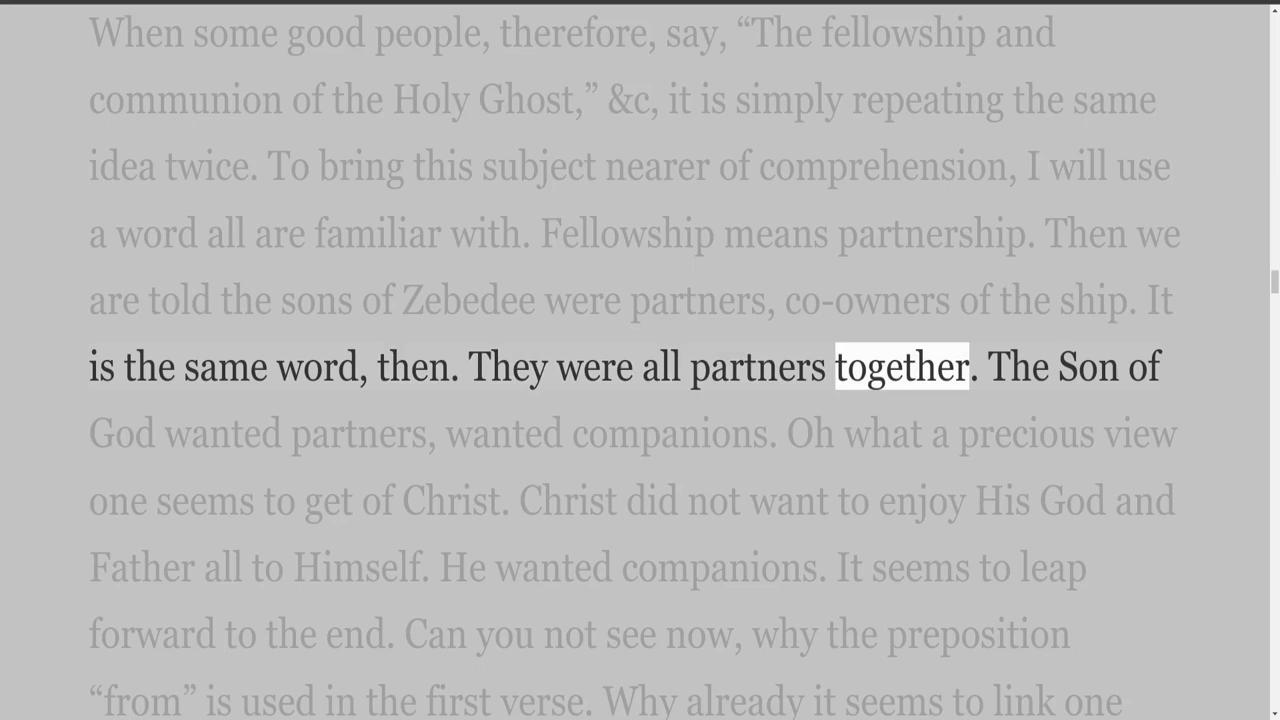 When some good people, therefore, say, “The fellowship and
communion of the Holy Ghost,” &c, it is simply repeating the same
idea twice. To bring this subject nearer of comprehension, I will use
a word all are familiar with. Fellowship means partnership. Then we
are told the sons of Zebedee were partners, co-owners of the ship. It
is the same word, then. They were all partners together. The Son of
God wanted partners, wanted companions. Oh what a precious view
one seems to get of Christ. Christ did not want to enjoy His God and
Father all to Himself. He wanted companions. It seems to leap
forward to the end. Can you not see now, why the preposition
“from” is used in the first verse. Why already it seems to link one